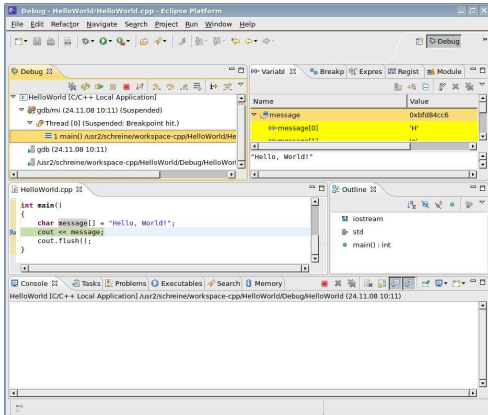 Debug - HelloWorld/HelloWorld.cpp - Eclipse Platform
File Edit Refactor Navigate Search Project Run Window Help
Debug
Debug
Variabl Breakp Expres Regist Module
HelloWorld [C/C++ Local Application]
gdb/mi (24.11.08 10:11) (Suspended)
Thread [0] (Suspended: Breakpoint hit.)
1 main() /usr2/schreine/workspace-cpp/HelloWorld/He
gdb (24.11.08 10:11)
/usr2/schreine/workspace-cpp/HelloWorld/Debug/HelloWorl
Name Value
message 0xbfd84cc6
message[0] 'H'
message[1] 'e'
"Hello, World!"
HelloWorld.cpp
int main()
{
char message[] = "Hello, World!";
cout << message;
cout.flush();
}
Outline
iostream
std
main() : int
Console Tasks Problems Executables Search Memory
HelloWorld [C/C++ Local Application] /usr2/schreine/workspace-cpp/HelloWorld/Debug/HelloWorld (24.11.08 10:11)